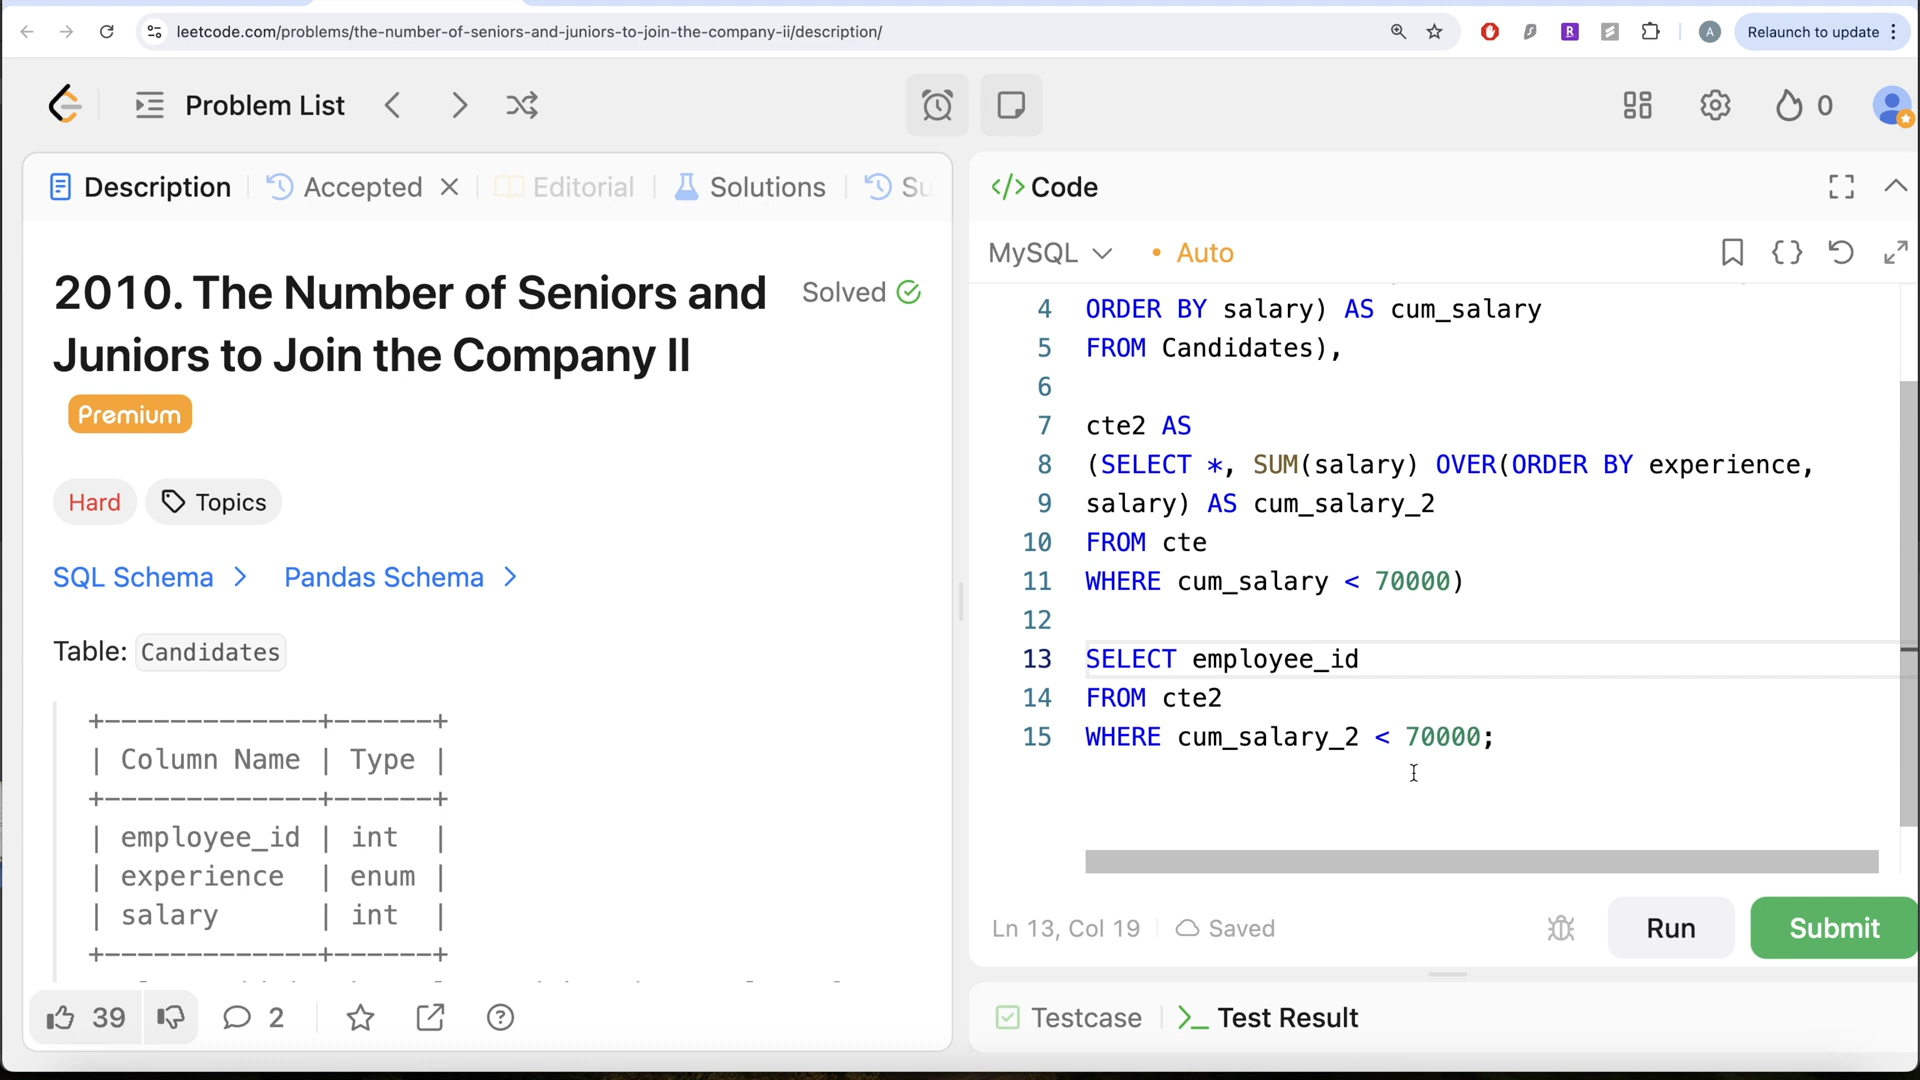 leetcode.com/problems/the-number-of-seniors-and-juniors-to-join-the-company-ii/description/
R
A
Relaunch to update
Problem List
0
Description
Accepted
Editorial
Solutions
Su
2010. The Number of Seniors and
Juniors to Join the Company II
Solved
Premium
Hard
Topics
SQL Schema >
Pandas Schema >
Table: Candidates
+-------------+------+
| Column Name | Type |
+-------------+------+
| employee_id | int  |
| experience  | enum |
| salary      | int  |
+-------------+------+
39
2
</> Code
MySQL
• Auto
4 ORDER BY salary) AS cum_salary
5 FROM Candidates),
6
7 cte2 AS
8 (SELECT *, SUM(salary) OVER(ORDER BY experience,
9 salary) AS cum_salary_2
10 FROM cte
11 WHERE cum_salary < 70000)
12
13 SELECT employee_id
14 FROM cte2
15 WHERE cum_salary_2 < 70000;
Ln 13, Col 19
Saved
Run
Submit
Testcase
>_ Test Result